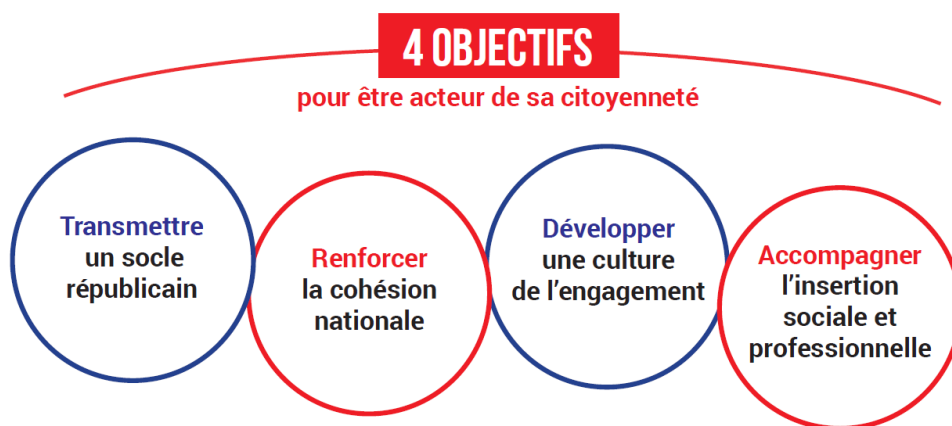 4 OBJECTIFS
pour être acteur de sa citoyenneté
Transmettre
un socle
républicain
Renforcer
la cohésion
nationale
Développer
une culture
de l'engagement
Accompagner
l'insertion
sociale et
professionnelle